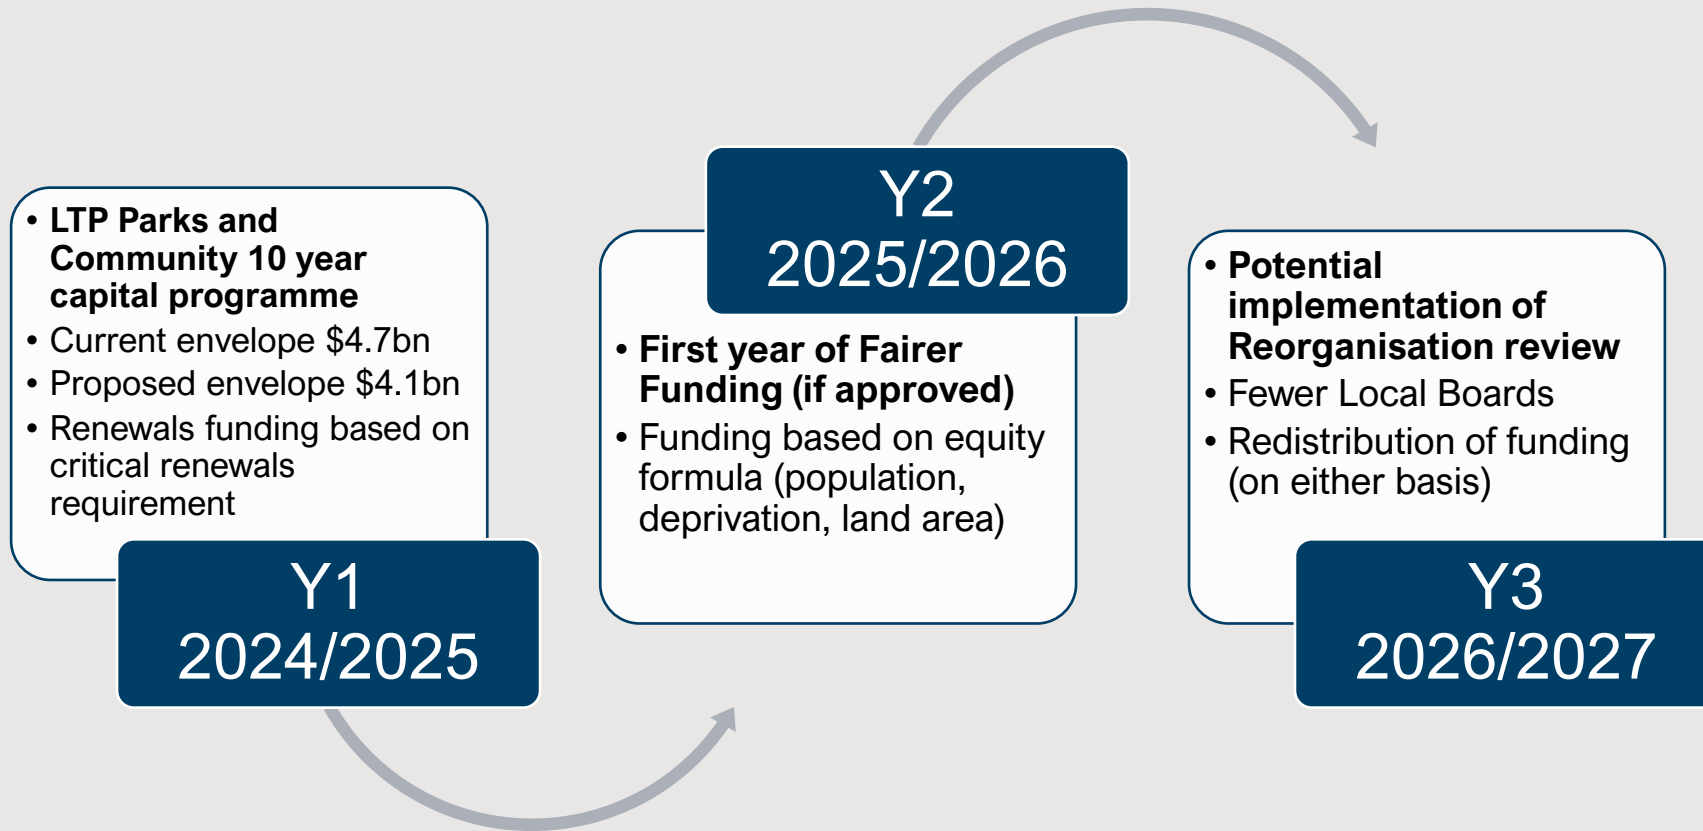 • LTP Parks and
Community 10 year
capital programme
• Current envelope $4.7bn
• Proposed envelope $4.1bn
• Renewals funding based on
critical renewals
requirement
Y1
2024/2025
Y2
2025/2026
• First year of Fairer
Funding (if approved)
• Funding based on equity
formula (population,
deprivation, land area)
• Potential
implementation of
Reorganisation review
• Fewer Local Boards
• Redistribution of funding
(on either basis)
Y3
2026/2027